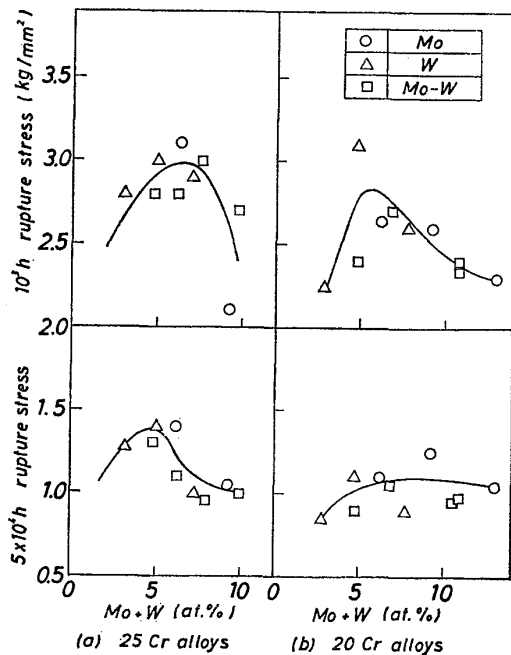 Mo
W
Mo-W
10³h rupture stress (kg/mm²)
3.5
3.0
2.5
2.0
5x10⁴h rupture stress
1.5
1.0
0.5
0 5 10
0 5 10
Mo+W (at.%)
Mo+W (at.%)
(a) 25 Cr alloys
(b) 20 Cr alloys